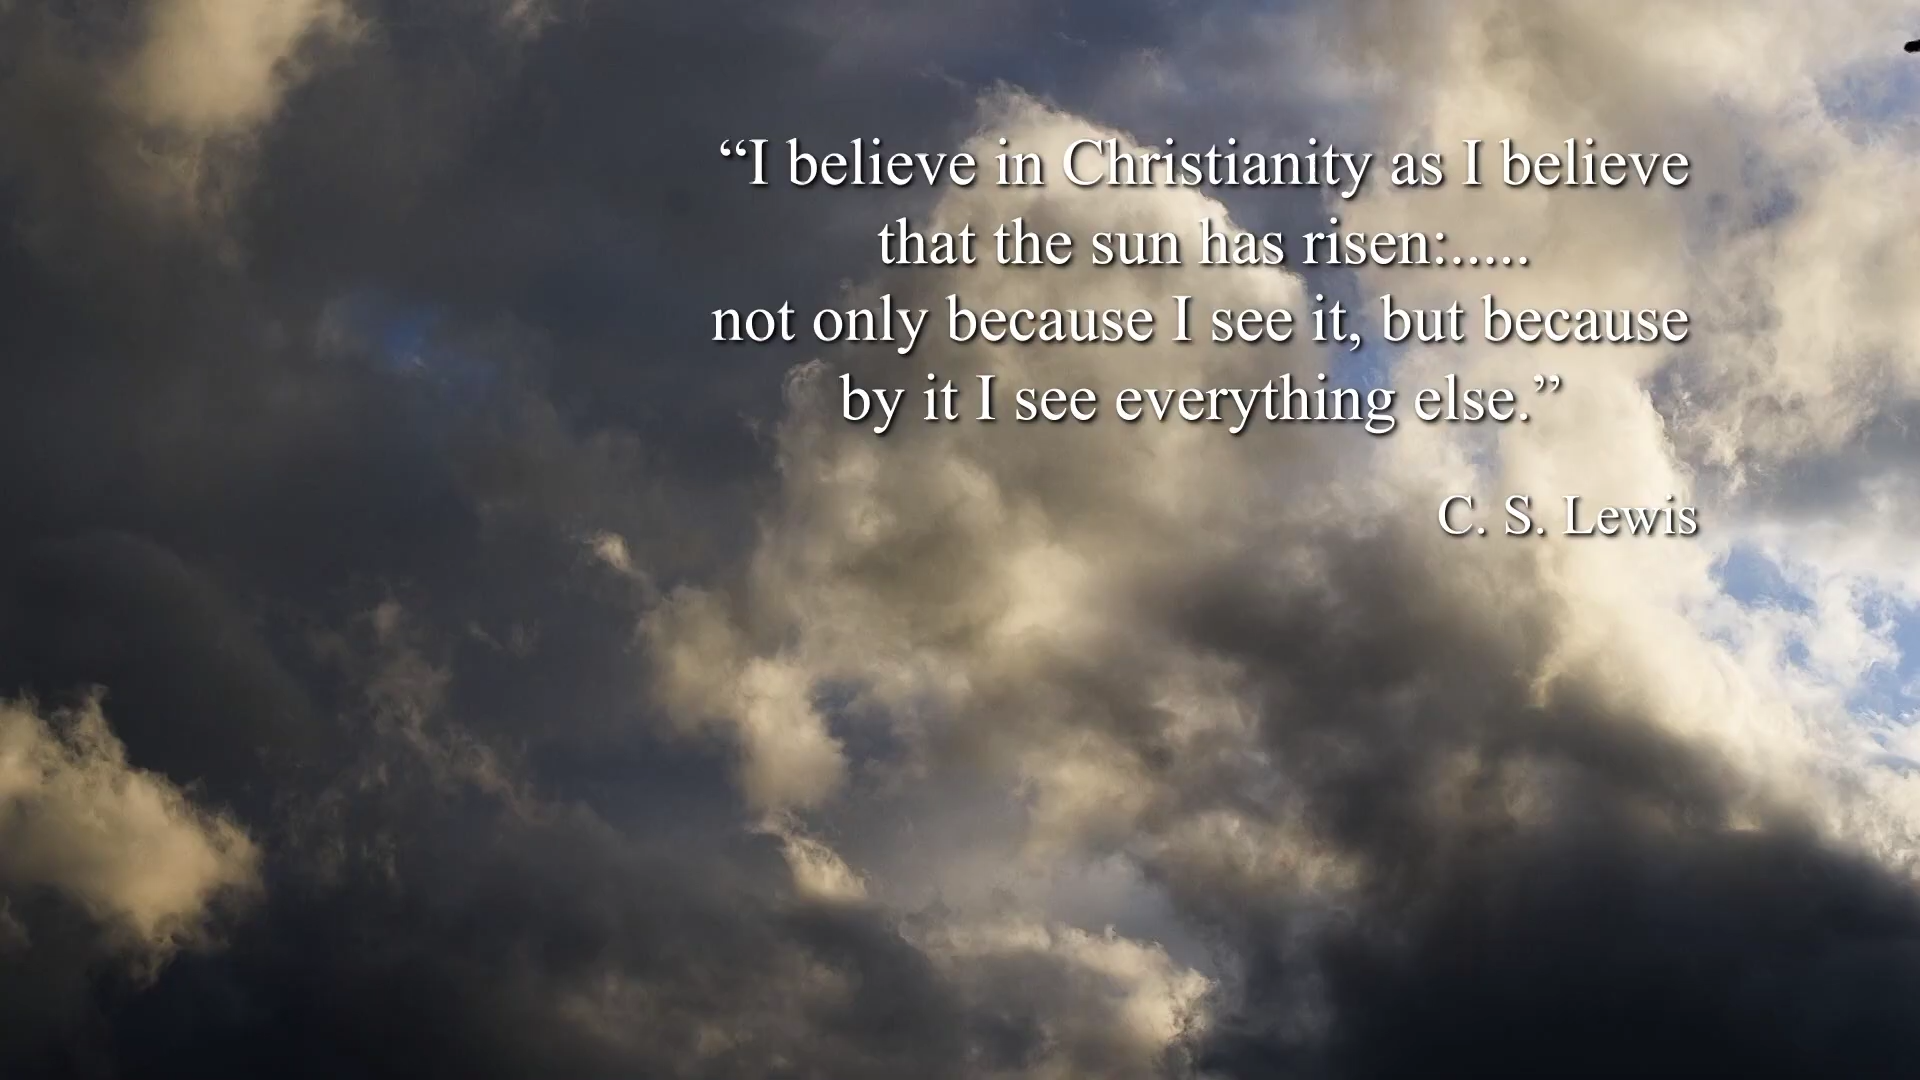 “I believe in Christianity as I believe
that the sun has risen:.....
not only because I see it, but because
by it I see everything else.”
C. S. Lewis